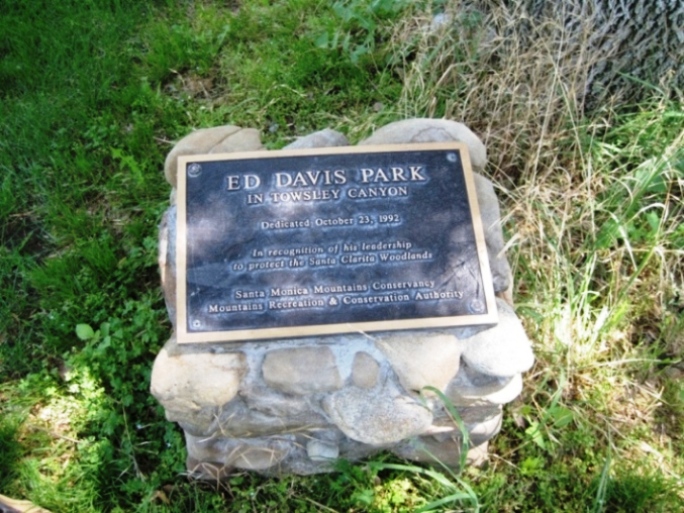 ED DAVIS PARK
IN TOWSLEY CANYON
Dedicated October 23, 1992
In recognition of his leadership
to protect the Santa Clarita Woodlands
Santa Monica Mountains Conservancy
Mountains Recreation & Conservation Authority